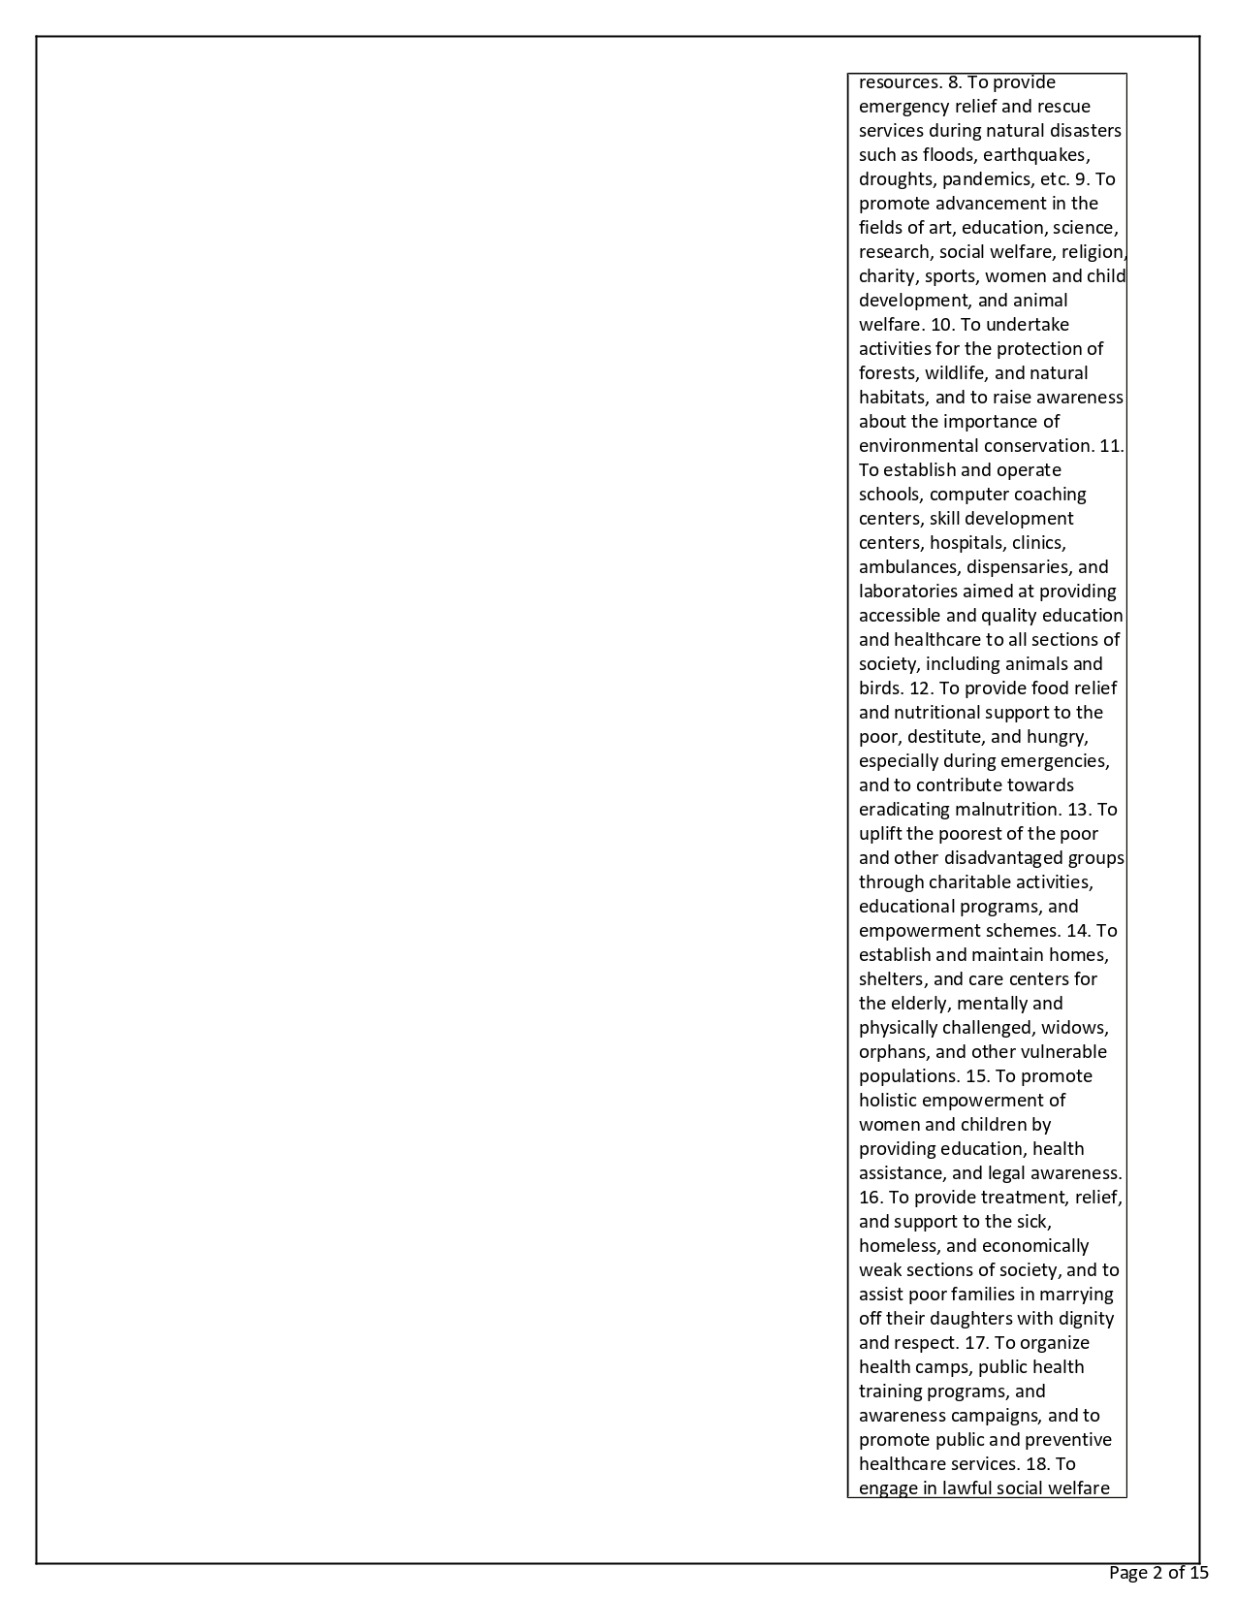 resources. 8. To provide
emergency relief and rescue
services during natural disasters
such as floods, earthquakes,
droughts, pandemics, etc. 9. To
promote advancement in the
fields of art, education, science,
research, social welfare, religion,
charity, sports, women and child
development, and animal
welfare. 10. To undertake
activities for the protection of
forests, wildlife, and natural
habitats, and to raise awareness
about the importance of
environmental conservation. 11.
To establish and operate
schools, computer coaching
centers, skill development
centers, hospitals, clinics,
ambulances, dispensaries, and
laboratories aimed at providing
accessible and quality education
and healthcare to all sections of
society, including animals and
birds. 12. To provide food relief
and nutritional support to the
poor, destitute, and hungry,
especially during emergencies,
and to contribute towards
eradicating malnutrition. 13. To
uplift the poorest of the poor
and other disadvantaged groups
through charitable activities,
educational programs, and
empowerment schemes. 14. To
establish and maintain homes,
shelters, and care centers for
the elderly, mentally and
physically challenged, widows,
orphans, and other vulnerable
populations. 15. To promote
holistic empowerment of
women and children by
providing education, health
assistance, and legal awareness.
16. To provide treatment, relief,
and support to the sick,
homeless, and economically
weak sections of society, and to
assist poor families in marrying
off their daughters with dignity
and respect. 17. To organize
health camps, public health
training programs, and
awareness campaigns, and to
promote public and preventive
healthcare services. 18. To
engage in lawful social welfare
Page 2 of 15